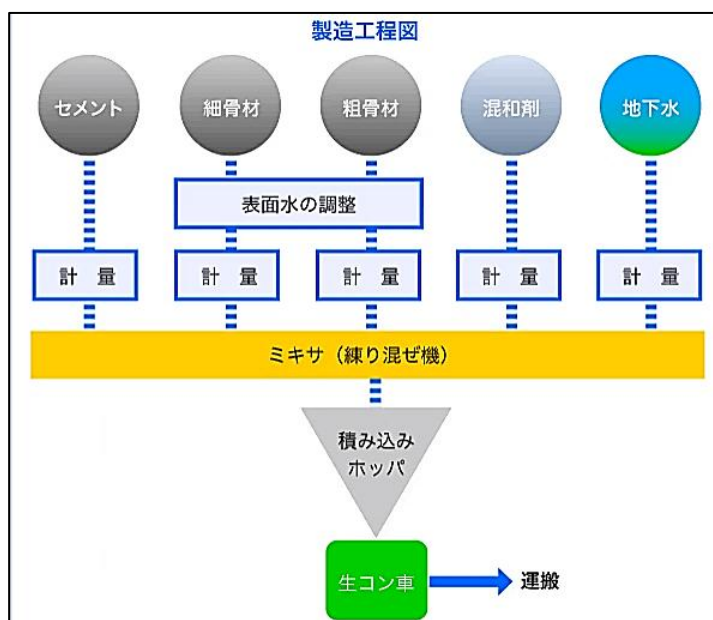 製造工程図
セメント
細骨材
粗骨材
混和剤
地下水
表面水の調整
計　量
計　量
計　量
計　量
計　量
ミキサ（練り混ぜ機）
積み込み
ホッパ
生コン車
運搬